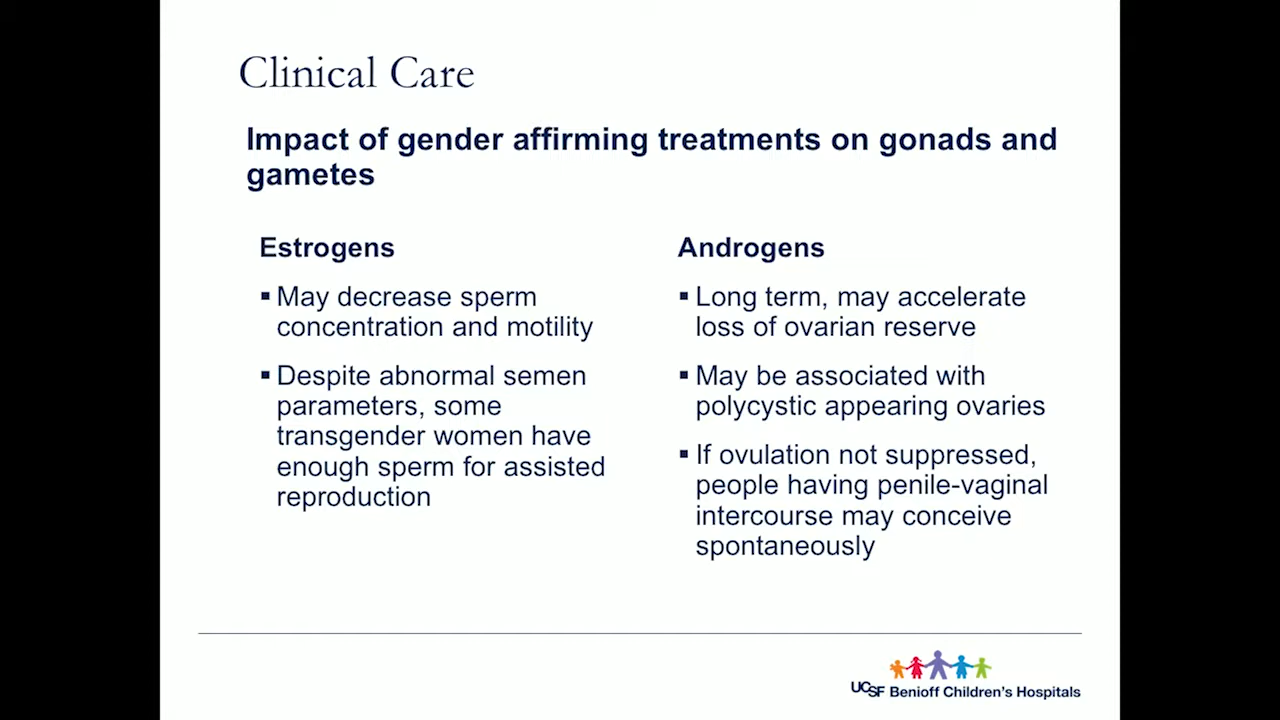 Clinical Care
Impact of gender affirming treatments on gonads and
gametes
Estrogens
▪ May decrease sperm
concentration and motility
▪ Despite abnormal semen
parameters, some
transgender women have
enough sperm for assisted
reproduction
Androgens
▪ Long term, may accelerate
loss of ovarian reserve
▪ May be associated with
polycystic appearing ovaries
▪ If ovulation not suppressed,
people having penile-vaginal
intercourse may conceive
spontaneously
UCSF Benioff Children's Hospitals